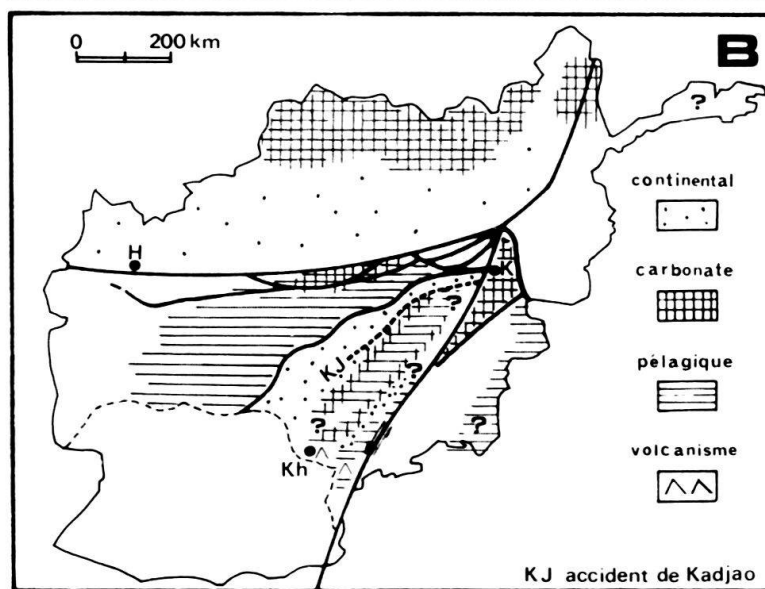 0 200 km
B
?
continental
H
carbonate
K
?
KJ
?
pélagique
?
?
?
volcanisme
Kh
KJ accident de Kadjao